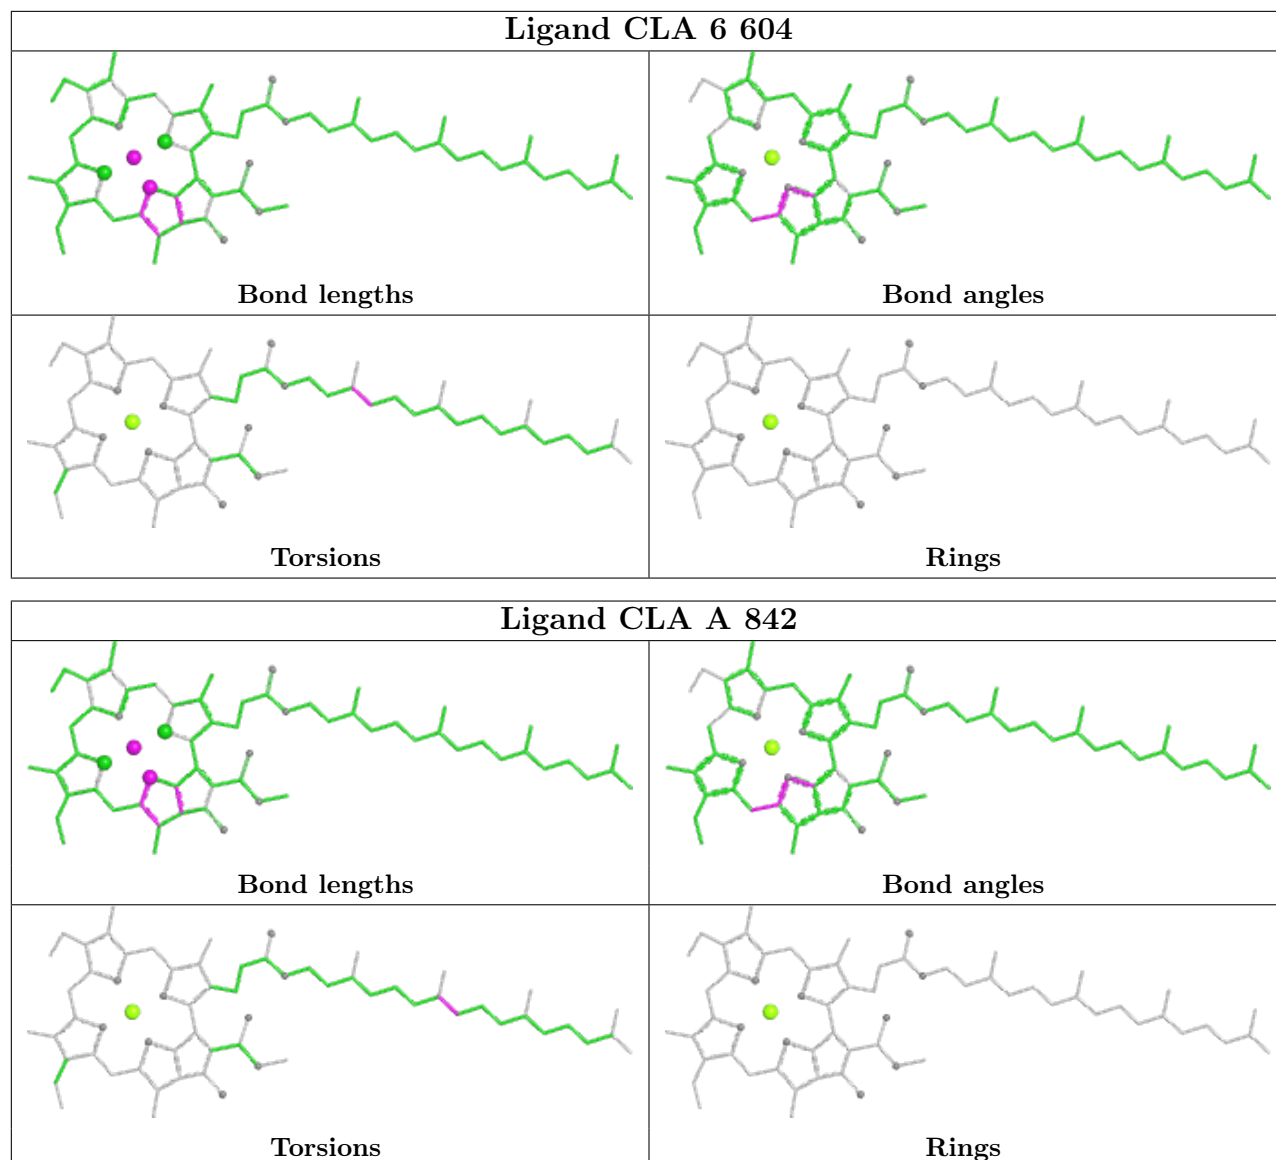 Ligand CLA 6 604
Bond lengths
Bond angles
Torsions
Rings
Ligand CLA A 842
Bond lengths
Bond angles
Torsions
Rings